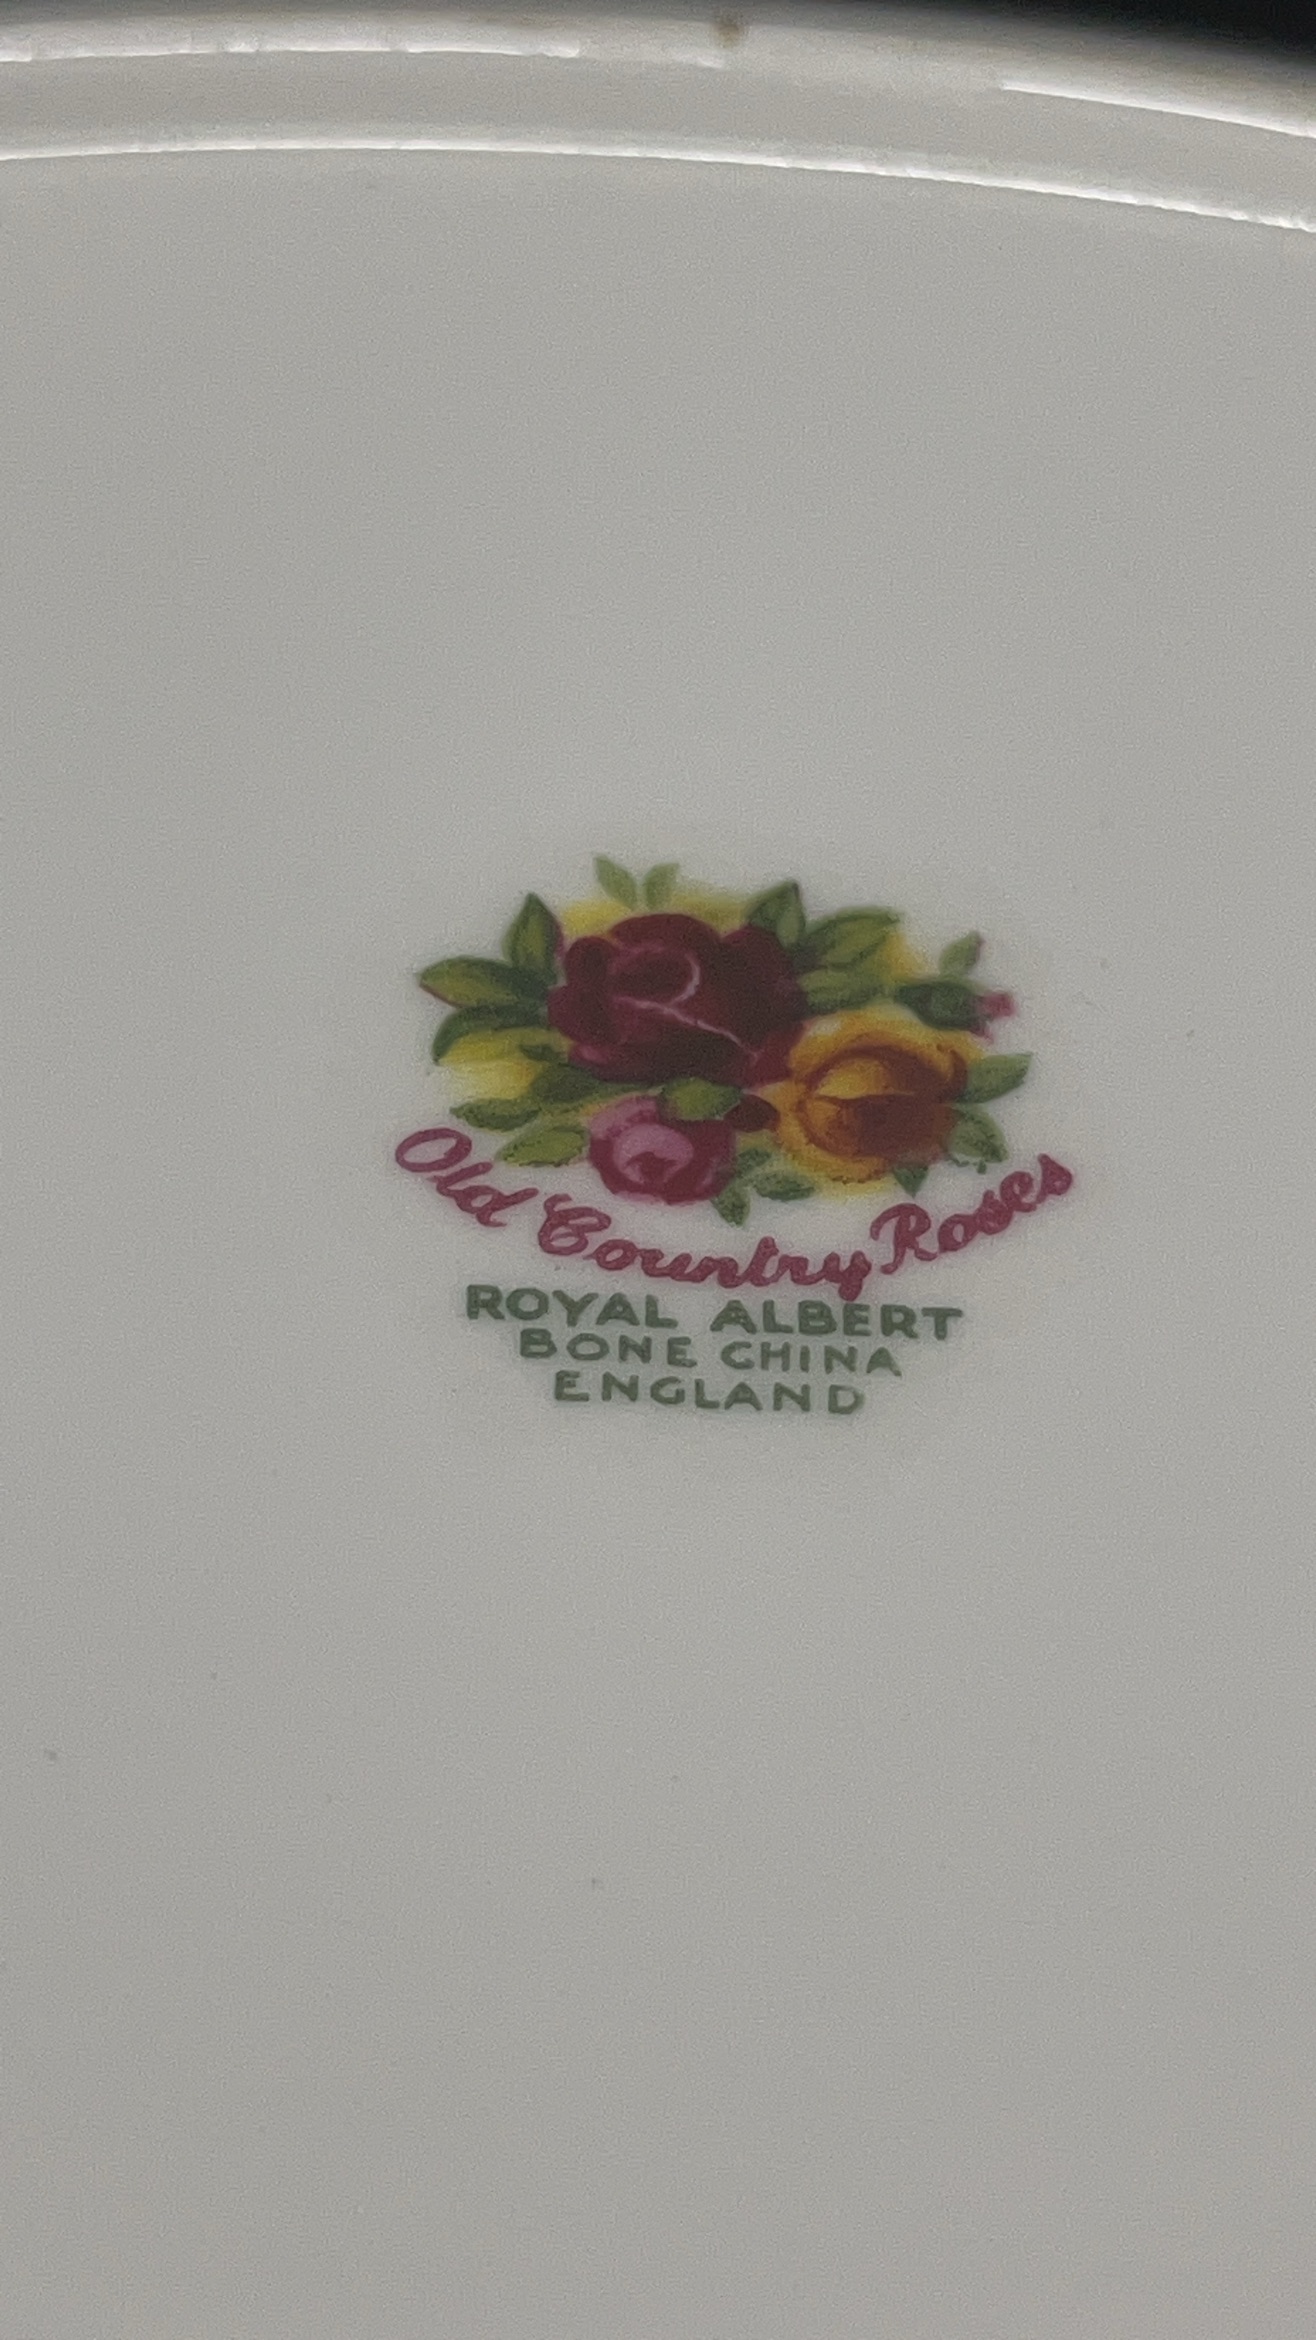 Old Country Roses
ROYAL ALBERT
BONE CHINA
ENGLAND